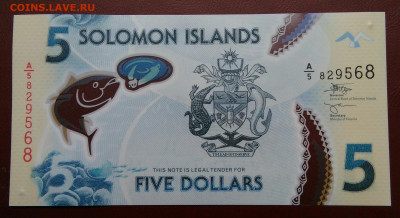 COINS.LAVE.RU
5 SOLOMON ISLANDS
A/5 829568
A/5 829568
THIS NOTE IS LEGAL TENDER FOR
5 FIVE DOLLARS 5